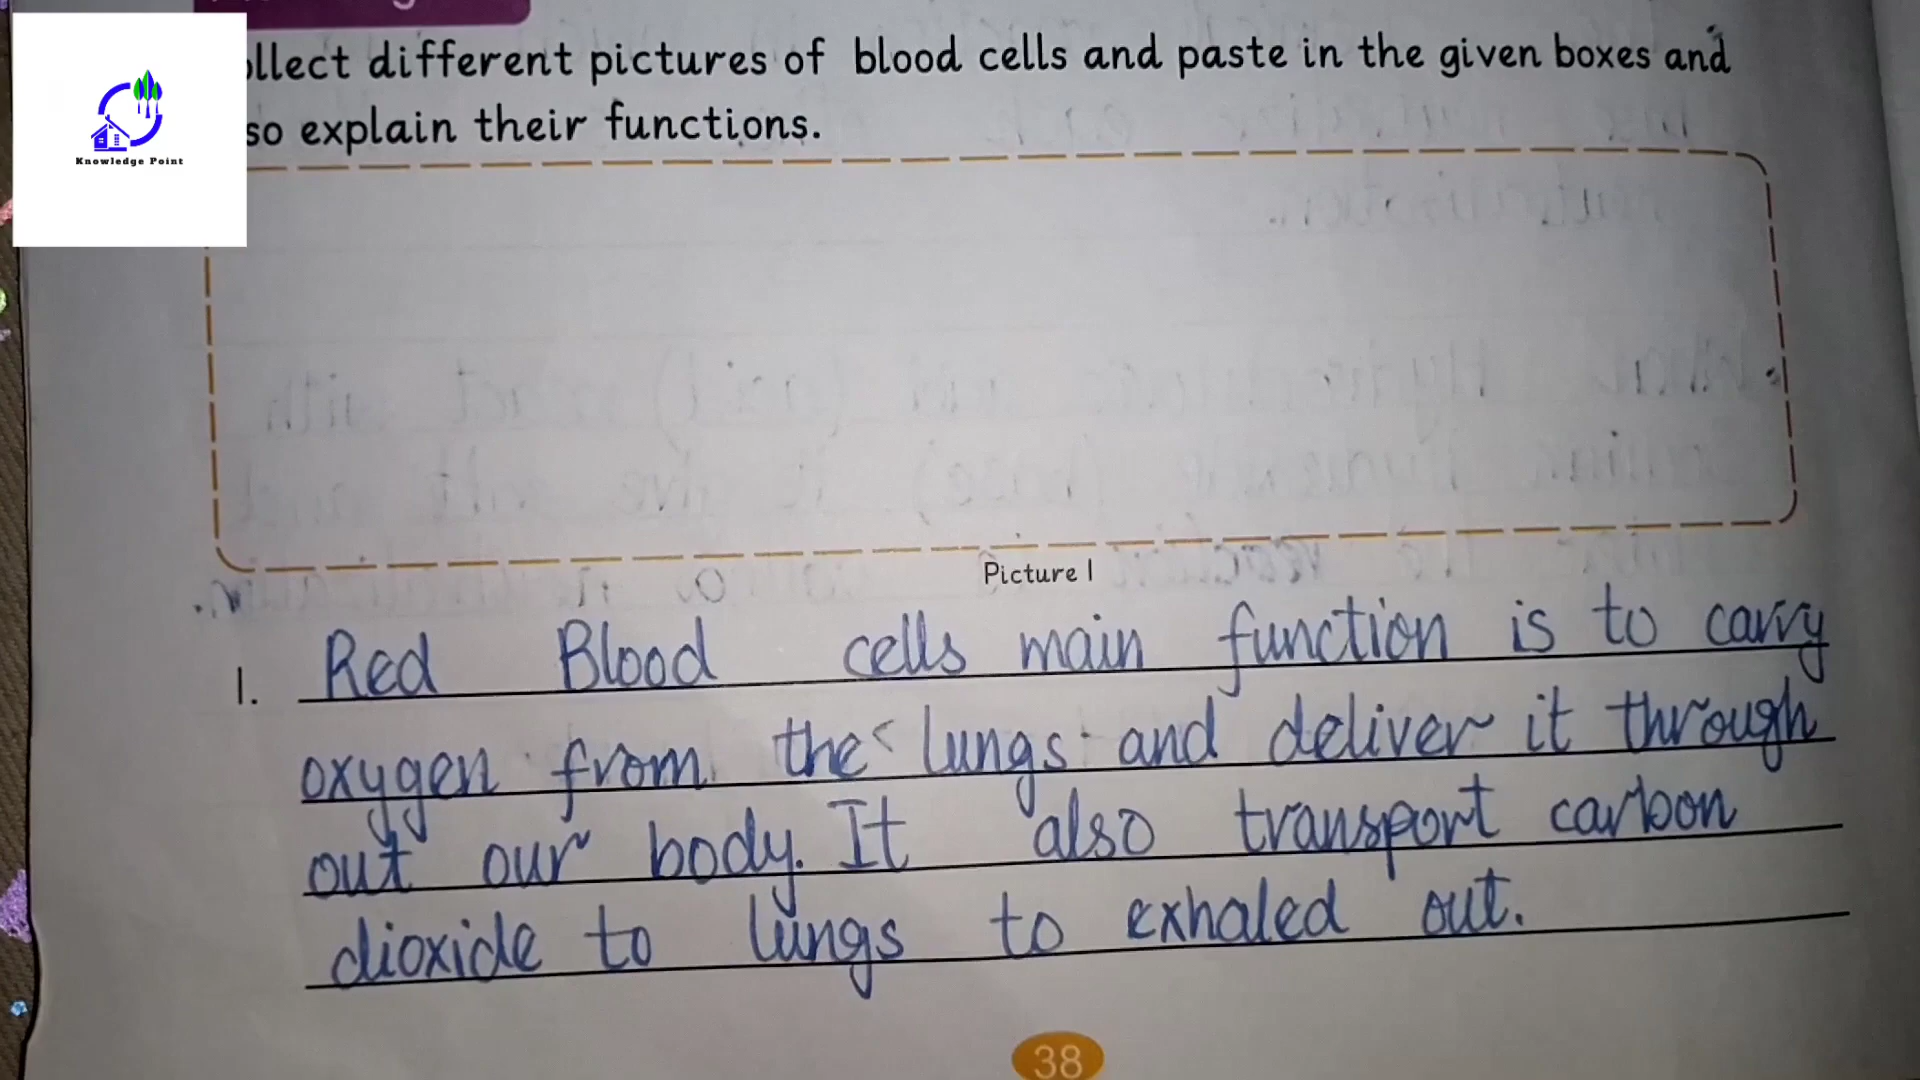 ollect different pictures of blood cells and paste in the given boxes and
so explain their functions.
Knowledge Point
Picture 1
1. Red Blood cells main function is to carry
oxygen from the lungs and deliver it through
out our body. It also transport carbon
dioxide to lungs to exhaled out.
38